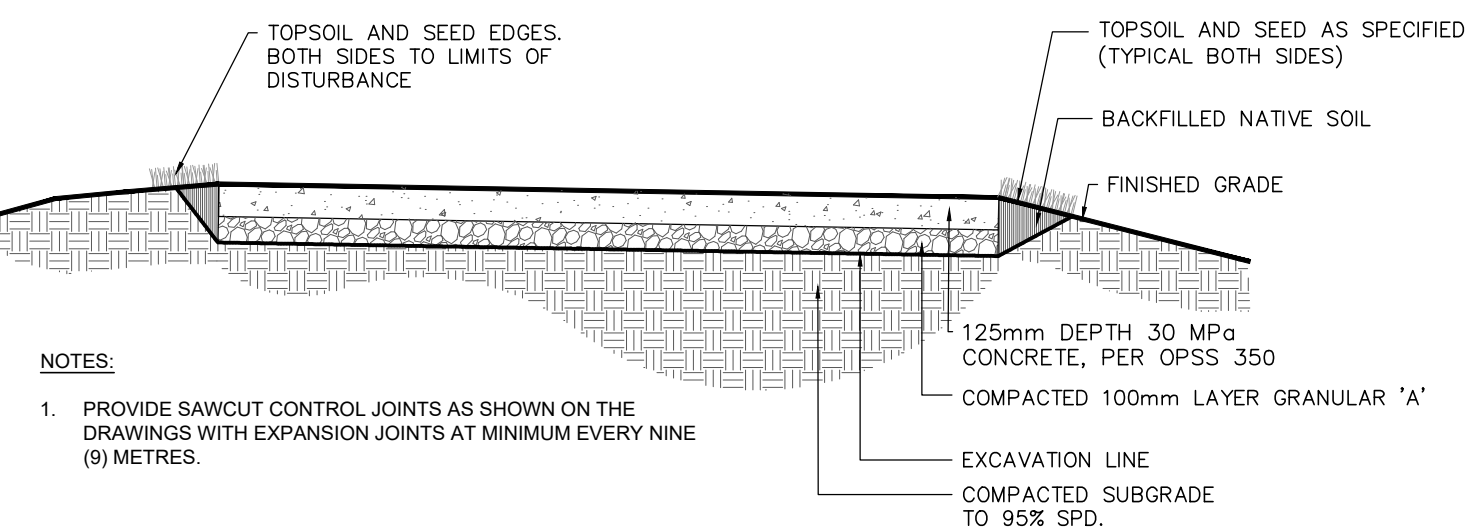 TOPSOIL AND SEED EDGES.
BOTH SIDES TO LIMITS OF
DISTURBANCE
TOPSOIL AND SEED AS SPECIFIED
(TYPICAL BOTH SIDES)
BACKFILLED NATIVE SOIL
FINISHED GRADE
125mm DEPTH 30 MPa
CONCRETE, PER OPSS 350
COMPACTED 100mm LAYER GRANULAR 'A'
EXCAVATION LINE
COMPACTED SUBGRADE
TO 95% SPD.
NOTES:
1. PROVIDE SAWCUT CONTROL JOINTS AS SHOWN ON THE
DRAWINGS WITH EXPANSION JOINTS AT MINIMUM EVERY NINE
(9) METRES.